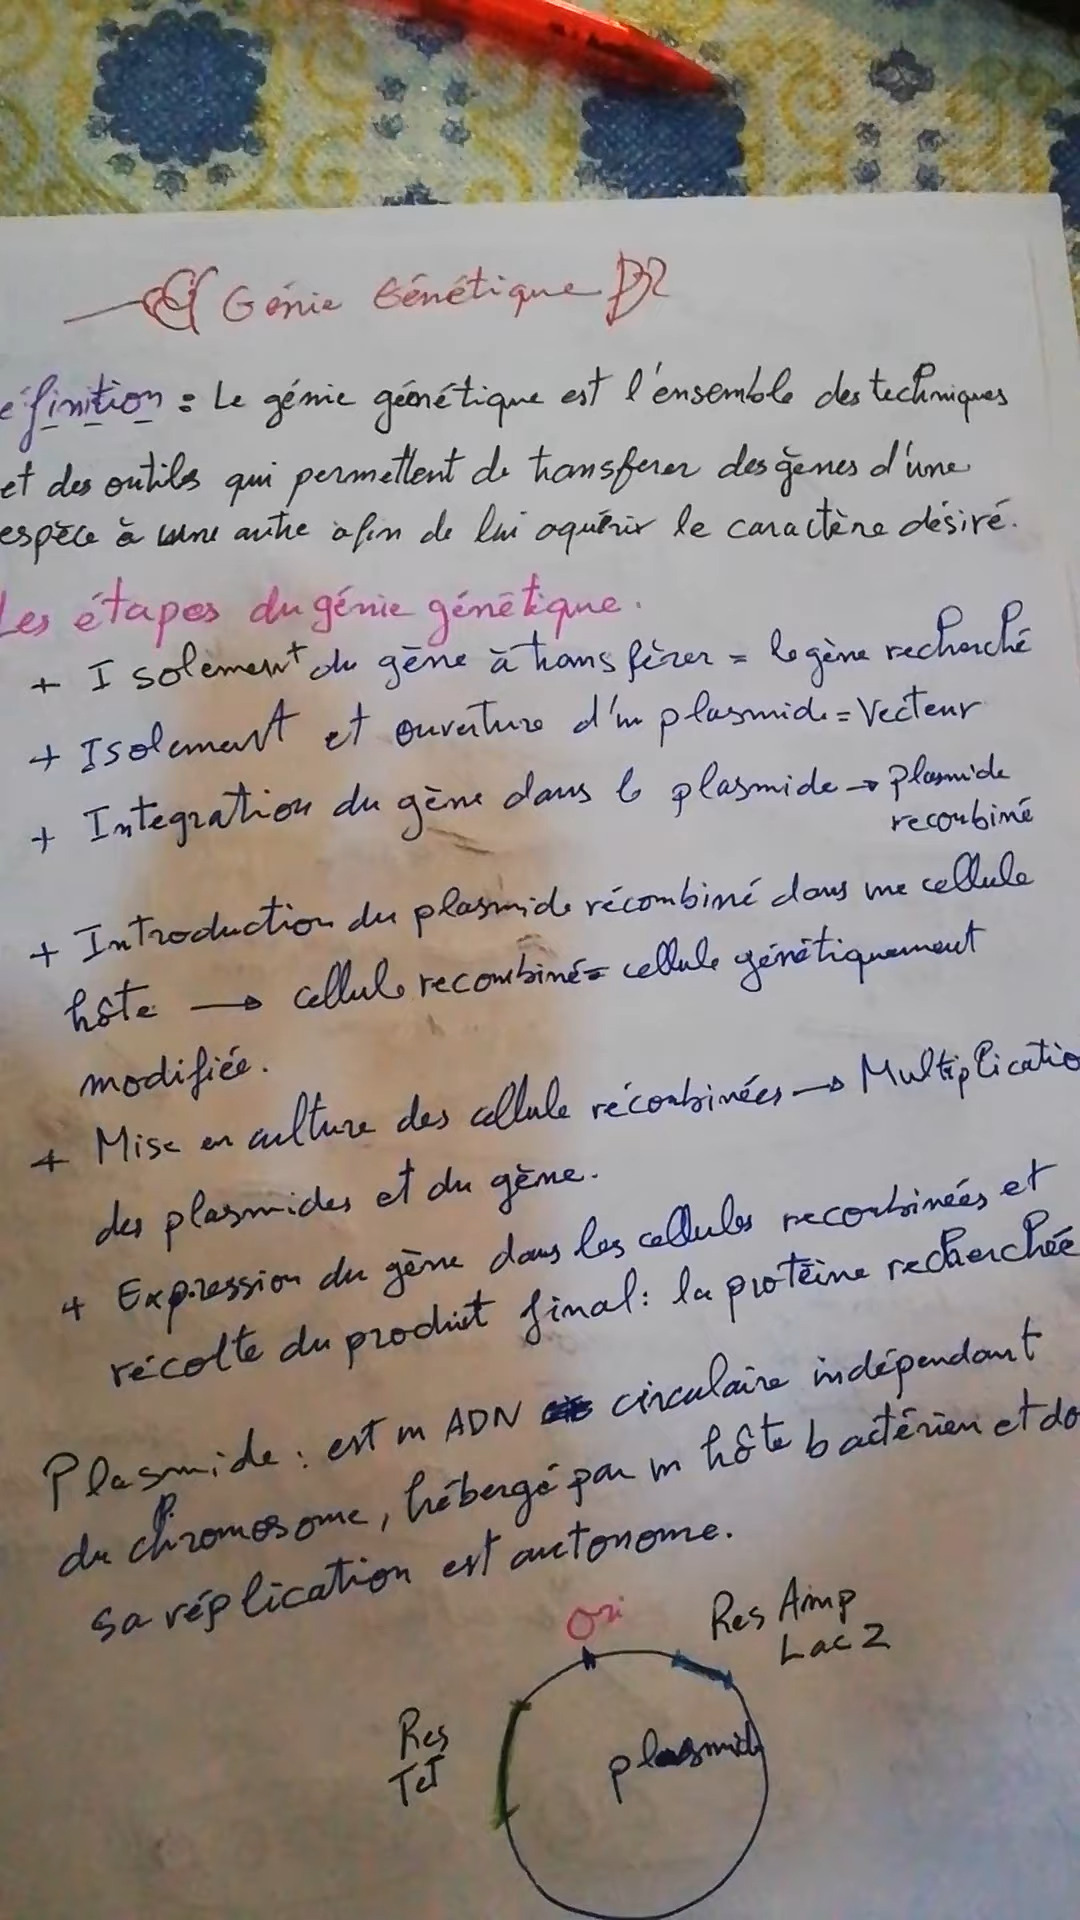 Génie Génétique
éfinition : Le génie génétique est l'ensemble des techniques
et des outils qui permettent de transferer des gènes d'une
espèce à une autre afin de lui aquérir le caractère désiré.
Les étapes du génie génétique.
+ Isolement du gène à transférer = le gène recherché
+ Isolement et ouverture d'un plasmide = Vecteur
+ Integration du gène dans le plasmide → plasmide
recombiné
+ Introduction du plasmide récombiné dans une cellule
hôte → cellule recombiné = cellule génétiquement
modifiée.
+ Mise en culture des cellule récombinées → Multiplicatio
des plasmides et du gène.
+ Expression du gène dans les cellules recombinées et
récolte du produit final : la protéine recherchée
Plasmide : est un ADN circulaire indépendant
du chromosome, hébergé par un hôte bactérien et do
sa réplication est autonome.
Ori
Res Amp
Lac Z
Res
Tet
plasmide